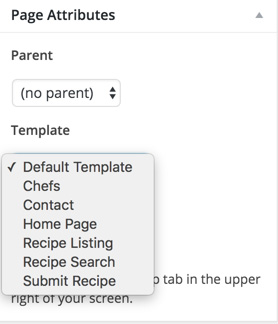 Page Attributes
Parent
(no parent)
Template
Default Template
Chefs
Contact
Home Page
Recipe Listing
Recipe Search
Submit Recipe
tab in the upper
right of your screen.